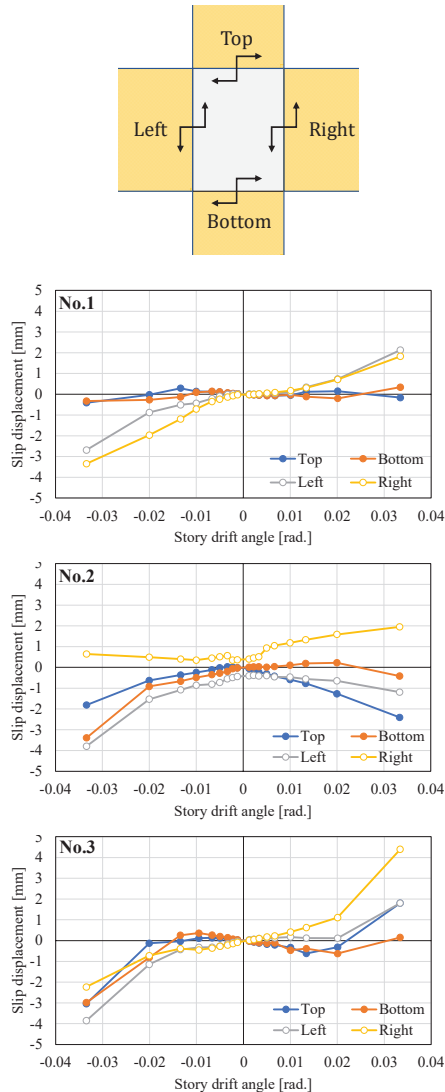 Top
Left
Right
Bottom
No.1
Slip displacement [mm]
5
4
3
2
1
0
-1
-2
-3
-4
-5
Top
Bottom
Left
Right
-0.04 -0.03 -0.02 -0.01 0 0.01 0.02 0.03 0.04
Story drift angle [rad.]
No.2
Slip displacement [mm]
5
4
3
2
1
0
-1
-2
-3
-4
-5
Top
Bottom
Left
Right
-0.04 -0.03 -0.02 -0.01 0 0.01 0.02 0.03 0.04
Story drift angle [rad.]
No.3
Slip displacement [mm]
5
4
3
2
1
0
-1
-2
-3
-4
-5
Top
Bottom
Left
Right
-0.04 -0.03 -0.02 -0.01 0 0.01 0.02 0.03 0.04
Story drift angle [rad.]